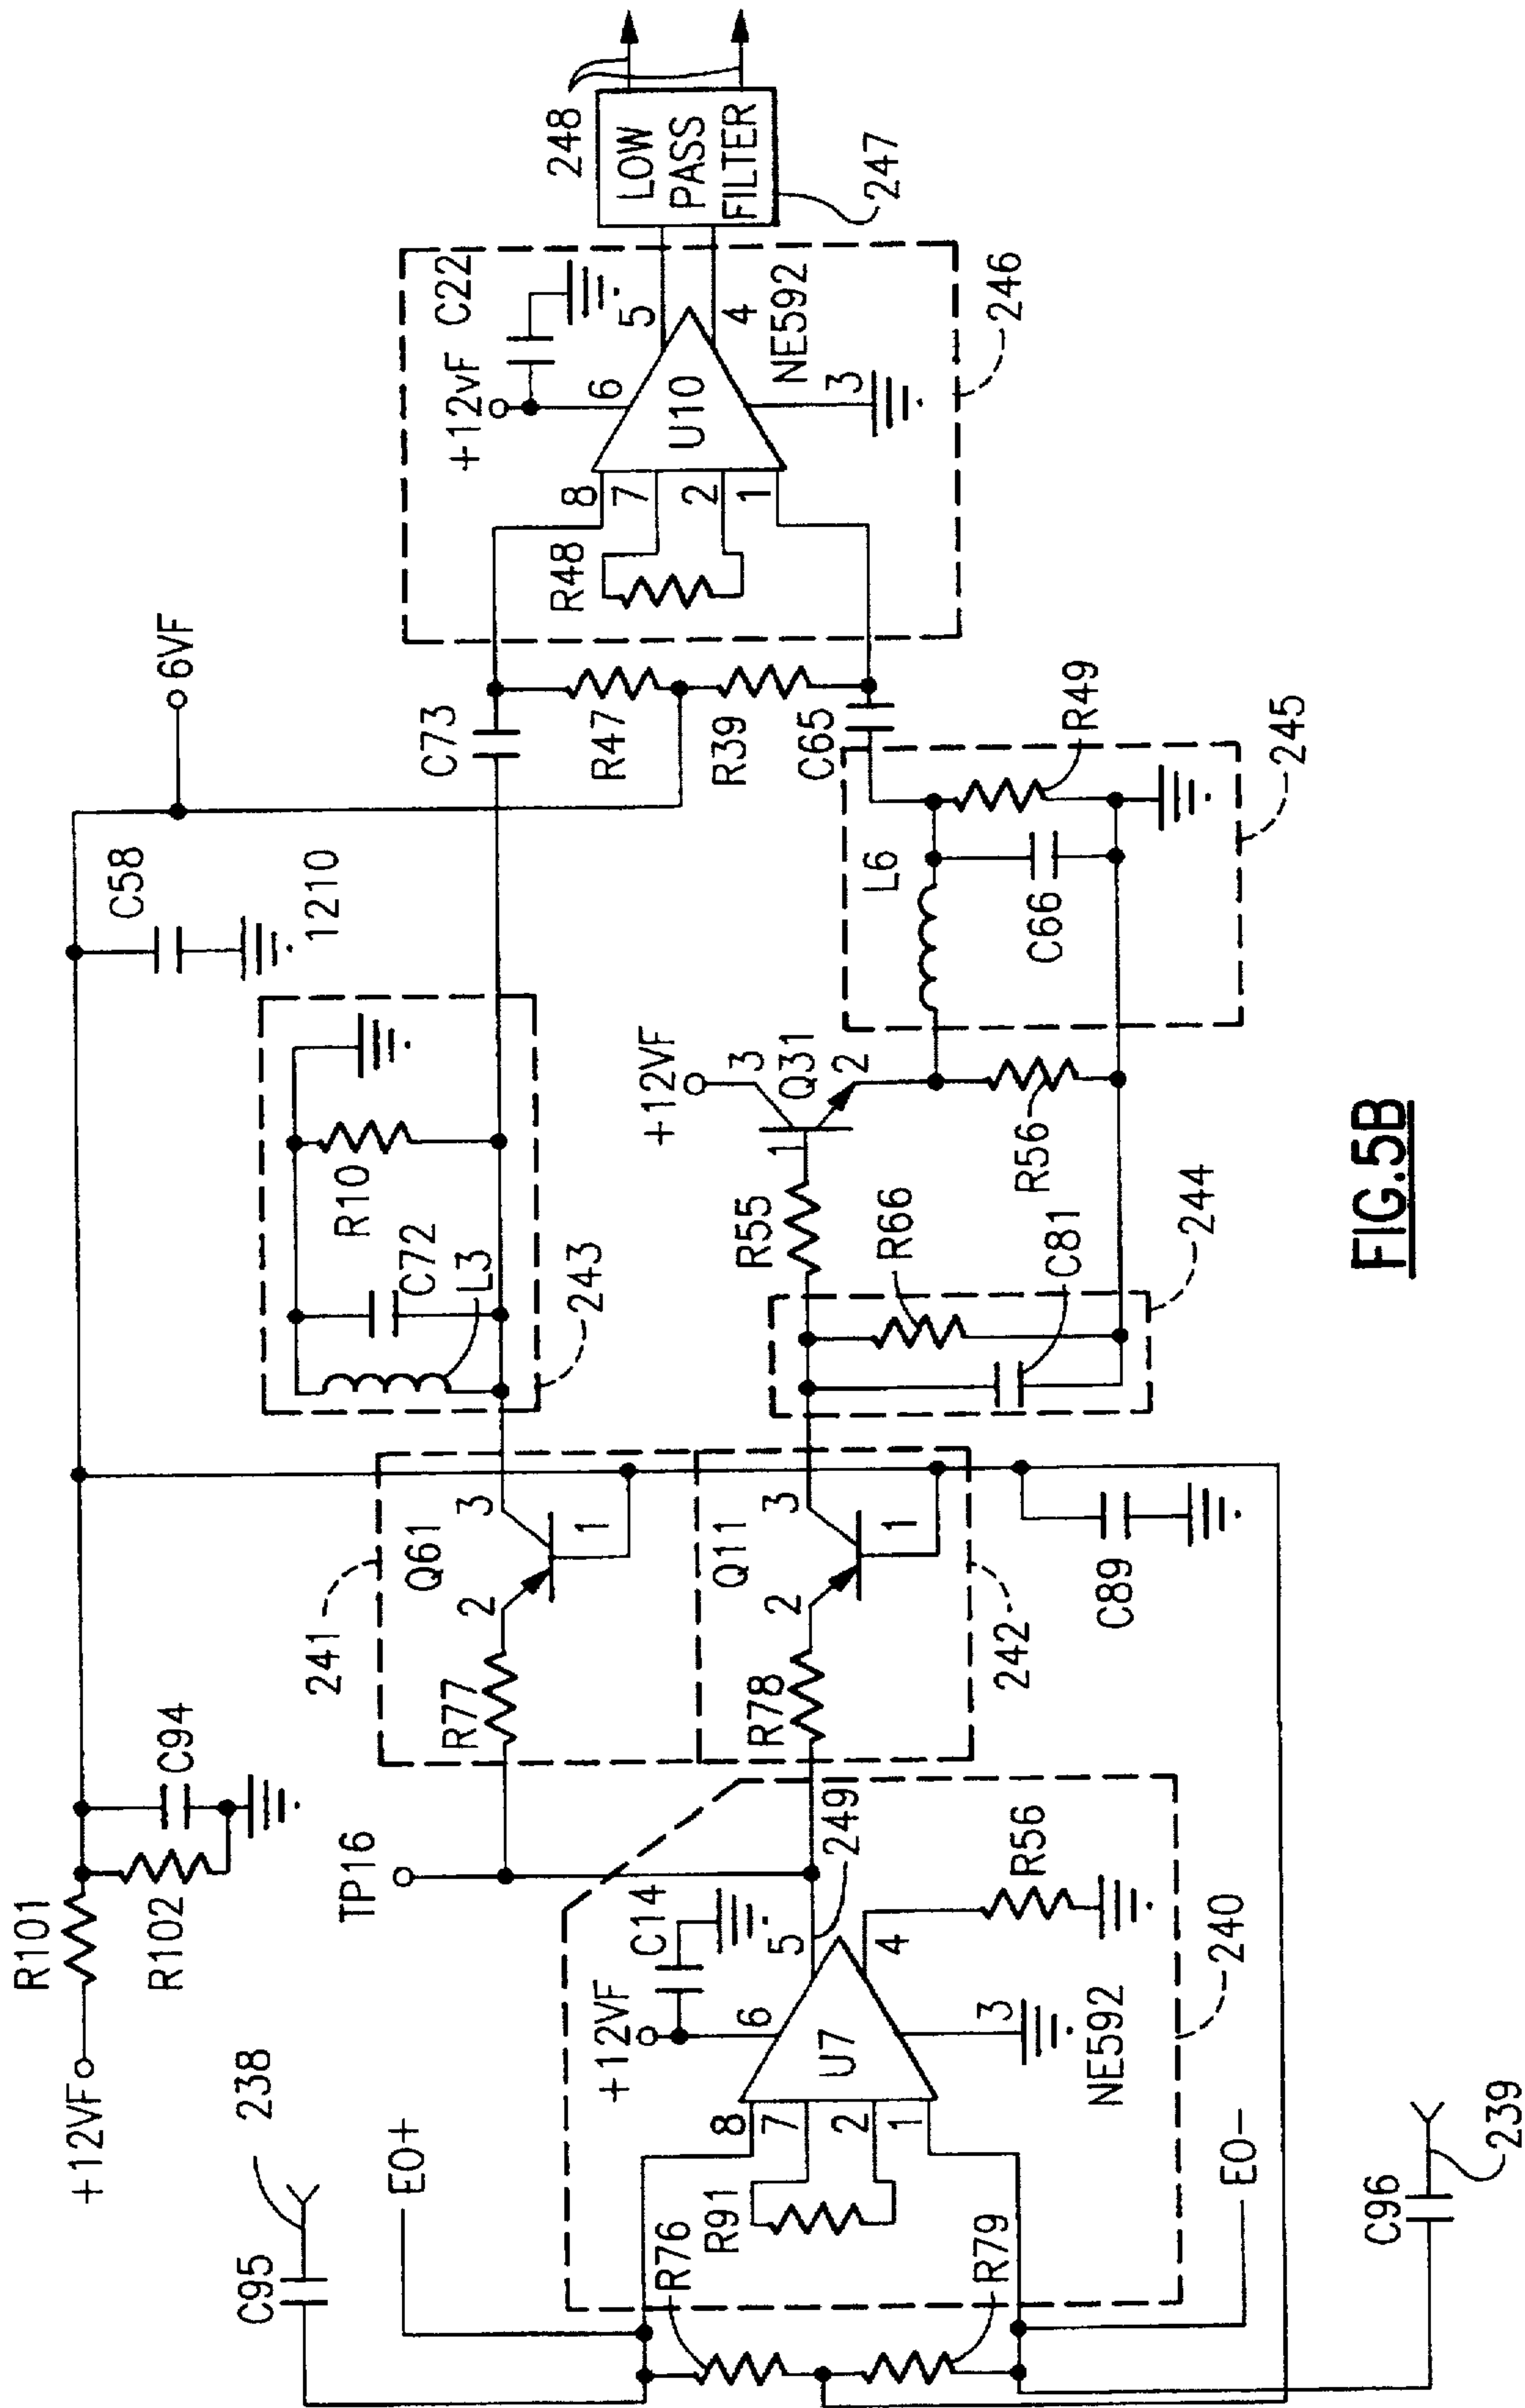 +12VF
R101
R102
C94
C58
1210
6VF
238
C95
EO+
TP16
241
Q61
R77
2
3
1
R10
C72
L3
243
C73
R47
R39
C65
+12vF
C22
6
8
7
2
1
R48
U10
5
4
3
NE592
246
248
LOW
PASS
FILTER
247
+12VF
C14
6
8
7
2
1
R91
U7
5
4
3
249
R56
NE592
240
R76
R79
EO-
C96
239
Q11
R78
2
3
1
242
C89
R55
R66
C81
244
+12VF
3
Q31
1
2
R56
L6
C66
R49
245
FIG.5B